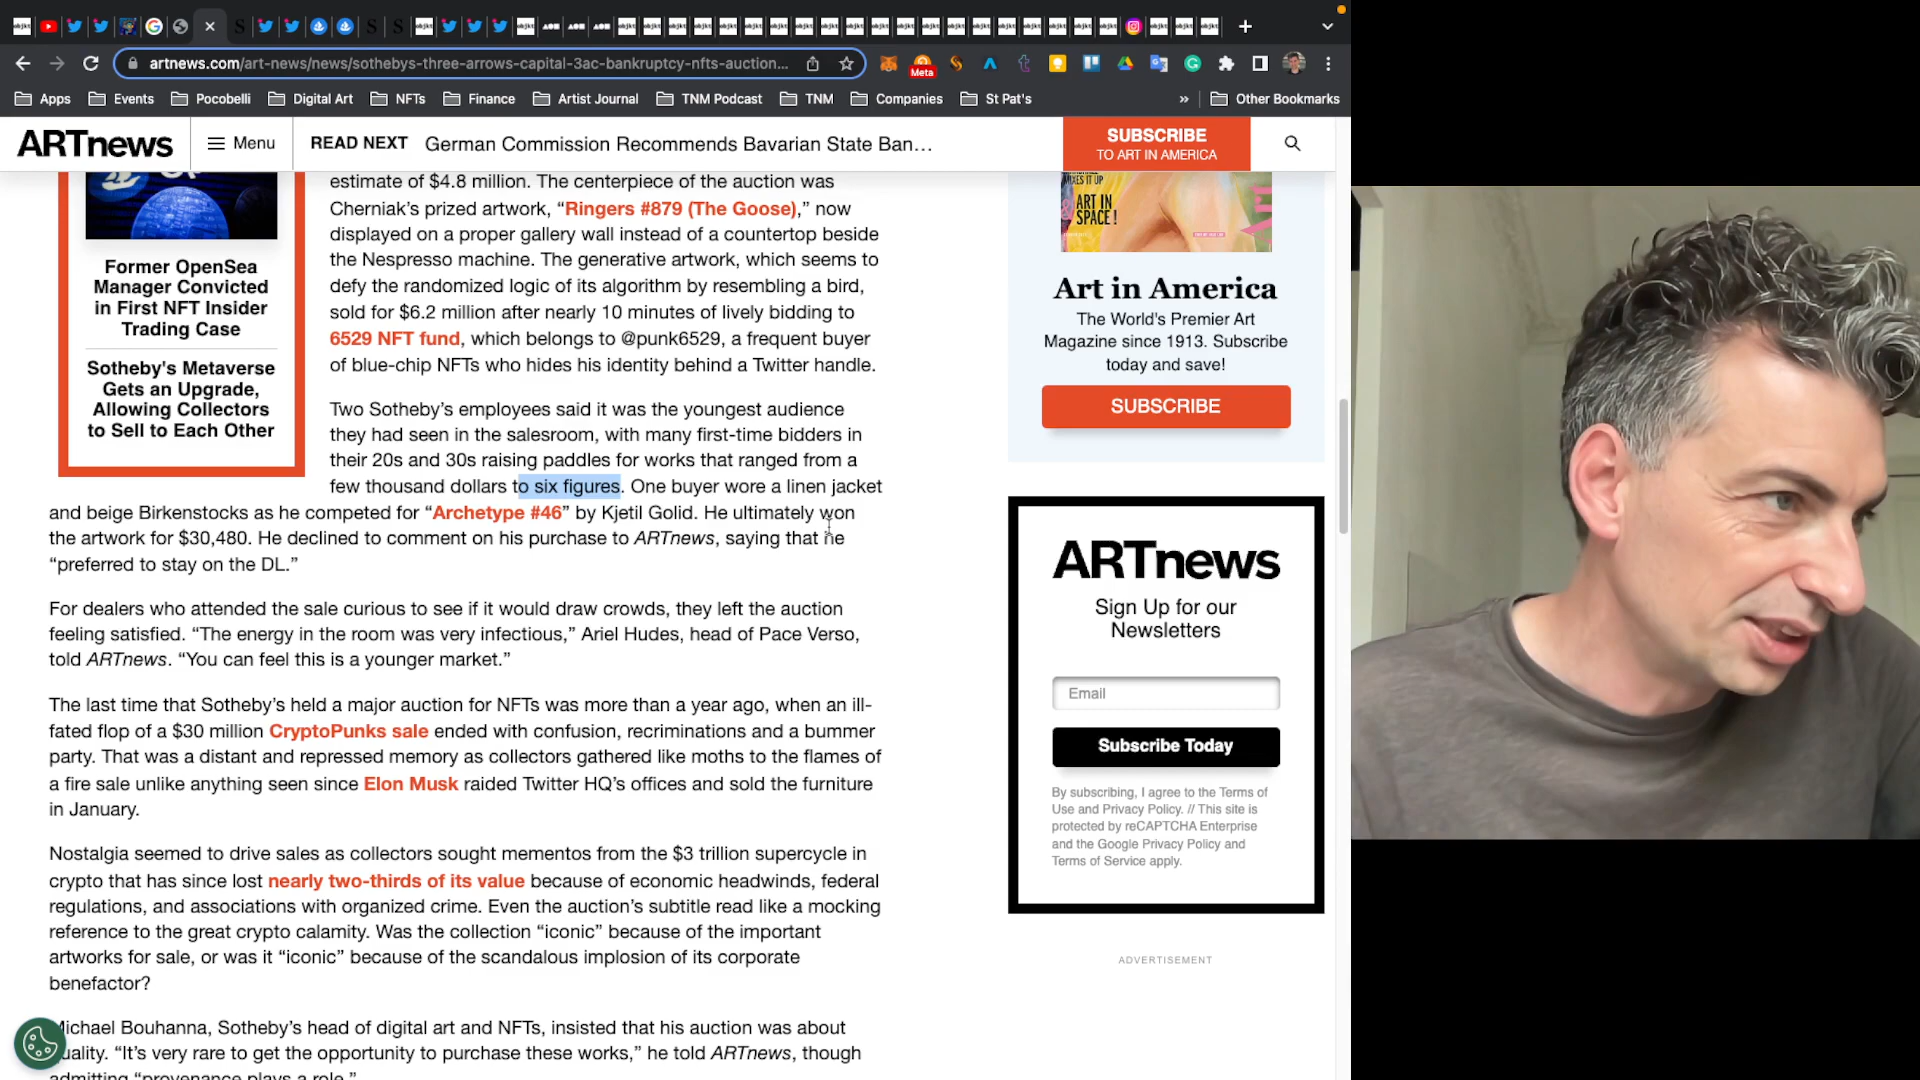 artnews.com/art-news/news/sothebys-three-arrows-capital-3ac-bankruptcy-nfts-auction...
Meta
Apps
Events
Pocobelli
Digital Art
NFTs
Finance
Artist Journal
TNM Podcast
TNM
Companies
St Pat's
»
Other Bookmarks
ARTnews
Menu
READ NEXT
German Commission Recommends Bavarian State Ban...
SUBSCRIBE
TO ART IN AMERICA
Former OpenSea
Manager Convicted
in First NFT Insider
Trading Case
Sotheby's Metaverse
Gets an Upgrade,
Allowing Collectors
to Sell to Each Other
estimate of $4.8 million. The centerpiece of the auction was
Cherniak’s prized artwork, “Ringers #879 (The Goose),” now
displayed on a proper gallery wall instead of a countertop beside
the Nespresso machine. The generative artwork, which seems to
defy the randomized logic of its algorithm by resembling a bird,
sold for $6.2 million after nearly 10 minutes of lively bidding to
6529 NFT fund, which belongs to @punk6529, a frequent buyer
of blue-chip NFTs who hides his identity behind a Twitter handle.
Two Sotheby’s employees said it was the youngest audience
they had seen in the salesroom, with many first-time bidders in
their 20s and 30s raising paddles for works that ranged from a
few thousand dollars to six figures. One buyer wore a linen jacket
and beige Birkenstocks as he competed for “Archetype #46” by Kjetil Golid. He ultimately won
the artwork for $30,480. He declined to comment on his purchase to ARTnews, saying that he
“preferred to stay on the DL.”
For dealers who attended the sale curious to see if it would draw crowds, they left the auction
feeling satisfied. “The energy in the room was very infectious,” Ariel Hudes, head of Pace Verso,
told ARTnews. “You can feel this is a younger market.”
The last time that Sotheby’s held a major auction for NFTs was more than a year ago, when an ill-
fated flop of a $30 million CryptoPunks sale ended with confusion, recriminations and a bummer
party. That was a distant and repressed memory as collectors gathered like moths to the flames of
a fire sale unlike anything seen since Elon Musk raided Twitter HQ’s offices and sold the furniture
in January.
Nostalgia seemed to drive sales as collectors sought mementos from the $3 trillion supercycle in
crypto that has since lost nearly two-thirds of its value because of economic headwinds, federal
regulations, and associations with organized crime. Even the auction’s subtitle read like a mocking
reference to the great crypto calamity. Was the collection “iconic” because of the important
artworks for sale, or was it “iconic” because of the scandalous implosion of its corporate
benefactor?
Michael Bouhanna, Sotheby’s head of digital art and NFTs, insisted that his auction was about
quality. “It’s very rare to get the opportunity to purchase these works,” he told ARTnews, though
admitting “provenance plays a role.”
MIXES IT UP
ART IN
SPACE!
Art in America
The World's Premier Art
Magazine since 1913. Subscribe
today and save!
SUBSCRIBE
ARTnews
Sign Up for our
Newsletters
Email
Subscribe Today
By subscribing, I agree to the Terms of
Use and Privacy Policy. // This site is
protected by reCAPTCHA Enterprise
and the Google Privacy Policy and
Terms of Service apply.
ADVERTISEMENT